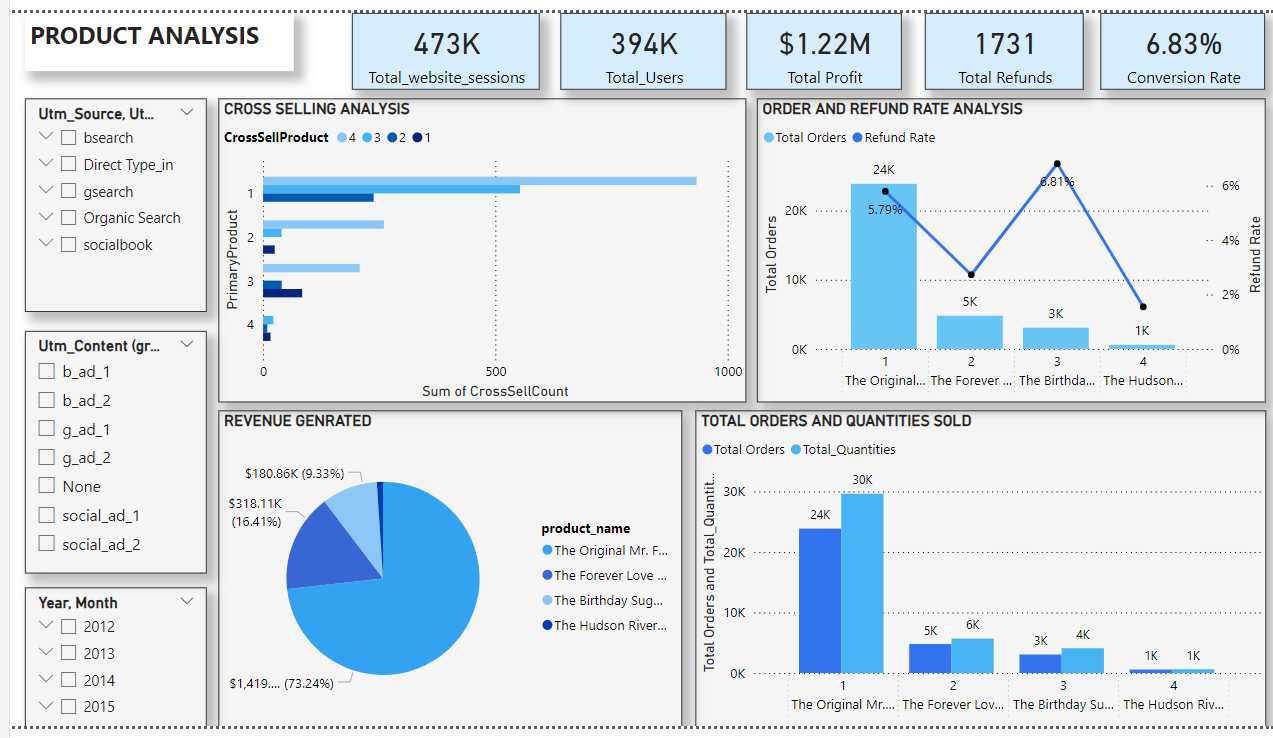 PRODUCT ANALYSIS
473K
Total_website_sessions
394K
Total_Users
$1.22M
Total Profit
1731
Total Refunds
6.83%
Conversion Rate
Utm_Source, Ut...
bsearch
Direct Type_in
gsearch
Organic Search
socialbook
Utm_Content (gr...
b_ad_1
b_ad_2
g_ad_1
g_ad_2
None
social_ad_1
social_ad_2
Year, Month
2012
2013
2014
2015
CROSS SELLING ANALYSIS
CrossSellProduct 4 3 2 1
PrimaryProduct
1
2
3
4
0 500 1000
Sum of CrossSellCount
ORDER AND REFUND RATE ANALYSIS
Total Orders Refund Rate
Total Orders
20K
10K
0K
24K
5K
3K
1K
5.79%
6.81%
6%
4%
2%
0%
Refund Rate
1 2 3 4
The Original... The Forever ... The Birthda... The Hudson...
REVENUE GENRATED
$180.86K (9.33%)
$318.11K
(16.41%)
$1,419.... (73.24%)
product_name
The Original Mr. F...
The Forever Love ...
The Birthday Sug...
The Hudson River...
TOTAL ORDERS AND QUANTITIES SOLD
Total Orders Total_Quantities
Total Orders and Total_Quantit...
30K
20K
10K
0K
24K 30K
5K 6K
3K 4K
1K 1K
1 2 3 4
The Original Mr.... The Forever Lov... The Birthday Su... The Hudson Riv...